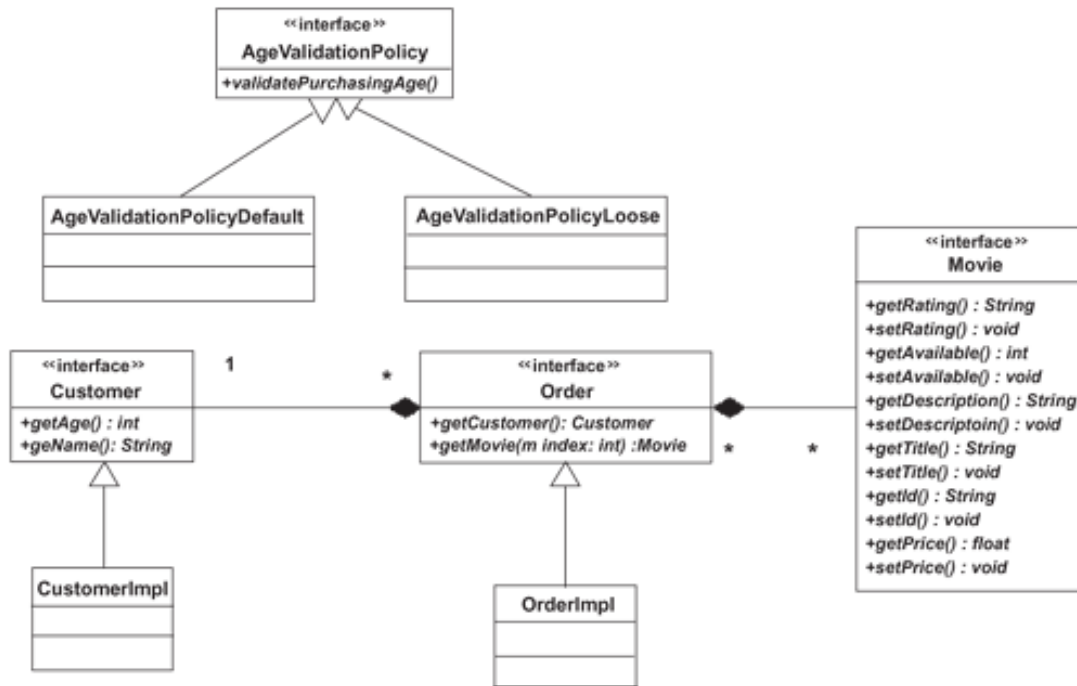 «interface»
AgeValidationPolicy
+validatePurchasingAge()
AgeValidationPolicyDefault
AgeValidationPolicyLoose
«interface»
Movie
+getRating() : String
+setRating() : void
+getAvailable() : int
+setAvailable() : void
+getDescription() : String
+setDescriptoin() : void
+getTitle() : String
+setTitle() : void
+getId() : String
+setId() : void
+getPrice() : float
+setPrice() : void
«interface»
Customer
+getAge() : int
+geName(): String
1
*
«interface»
Order
+getCustomer(): Customer
+getMovie(m index: int) :Movie
*
*
CustomerImpl
OrderImpl